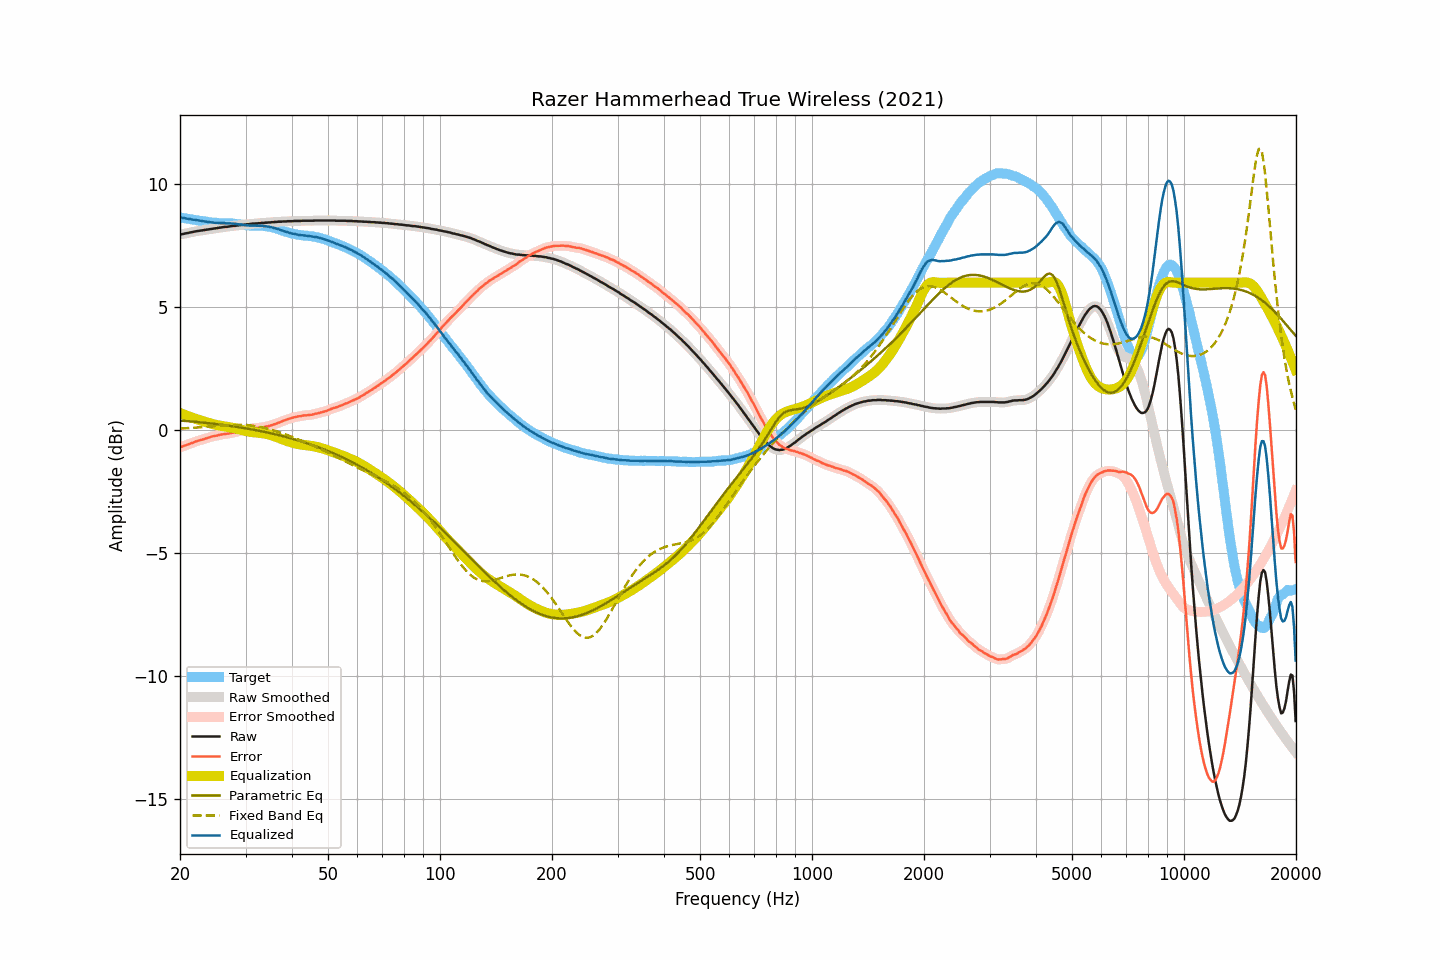 Razer Hammerhead True Wireless (2021)
Amplitude (dBr)
10
5
0
−5
−10
−15
Target
Raw Smoothed
Error Smoothed
Raw
Error
Equalization
Parametric Eq
Fixed Band Eq
Equalized
20 50 100 200 500 1000 2000 5000 10000 20000
Frequency (Hz)